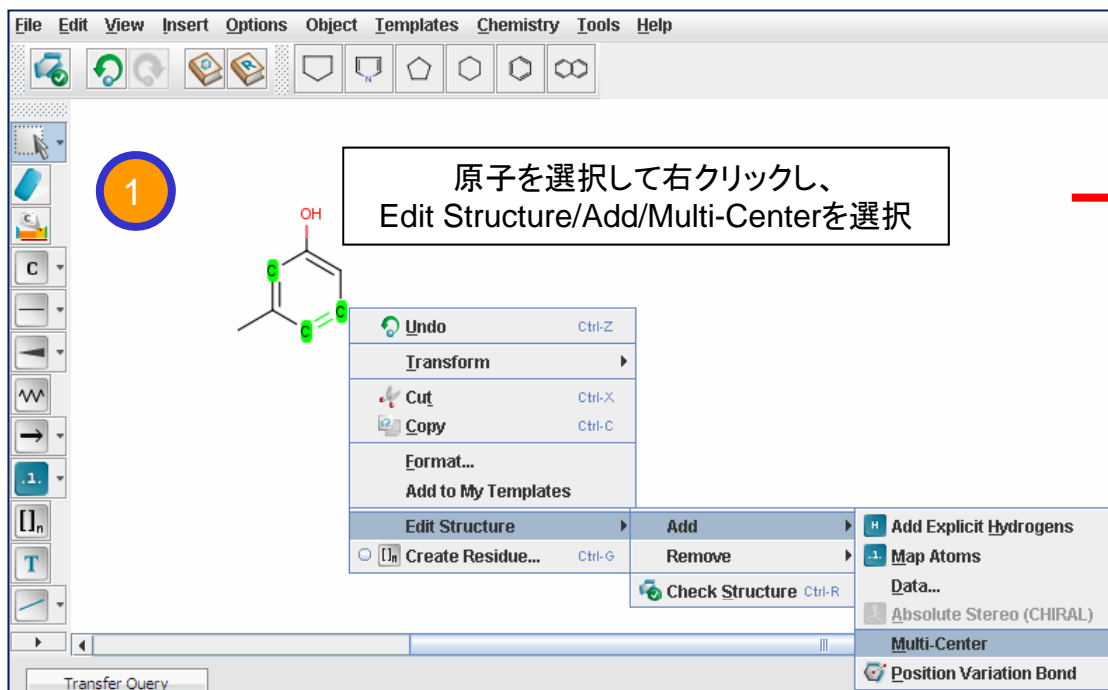 File Edit View Insert Options Object Templates Chemistry Tools Help
R
N
1
原子を選択して右クリックし、
Edit Structure/Add/Multi-Centerを選択
OH
C
C
C
C
.1.
[]n
T
Undo Ctrl-Z
Transform
Cut Ctrl-X
Copy Ctrl-C
Format...
Add to My Templates
Edit Structure
[]n Create Residue... Ctrl-G
Add
Remove
Check Structure Ctrl-R
H Add Explicit Hydrogens
.1. Map Atoms
Data...
Absolute Stereo (CHIRAL)
Multi-Center
Position Variation Bond
Transfer Query